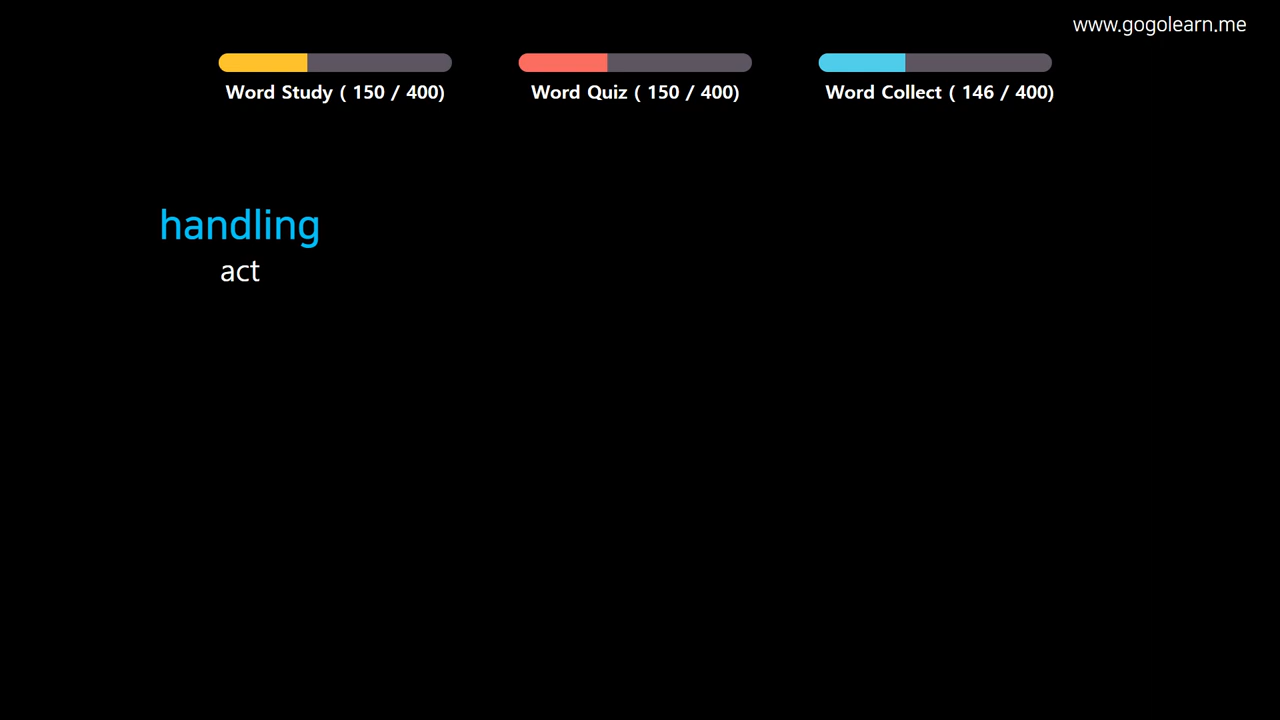 www.gogolearn.me
Word Study ( 150 / 400)
Word Quiz ( 150 / 400)
Word Collect ( 146 / 400)
handling
act